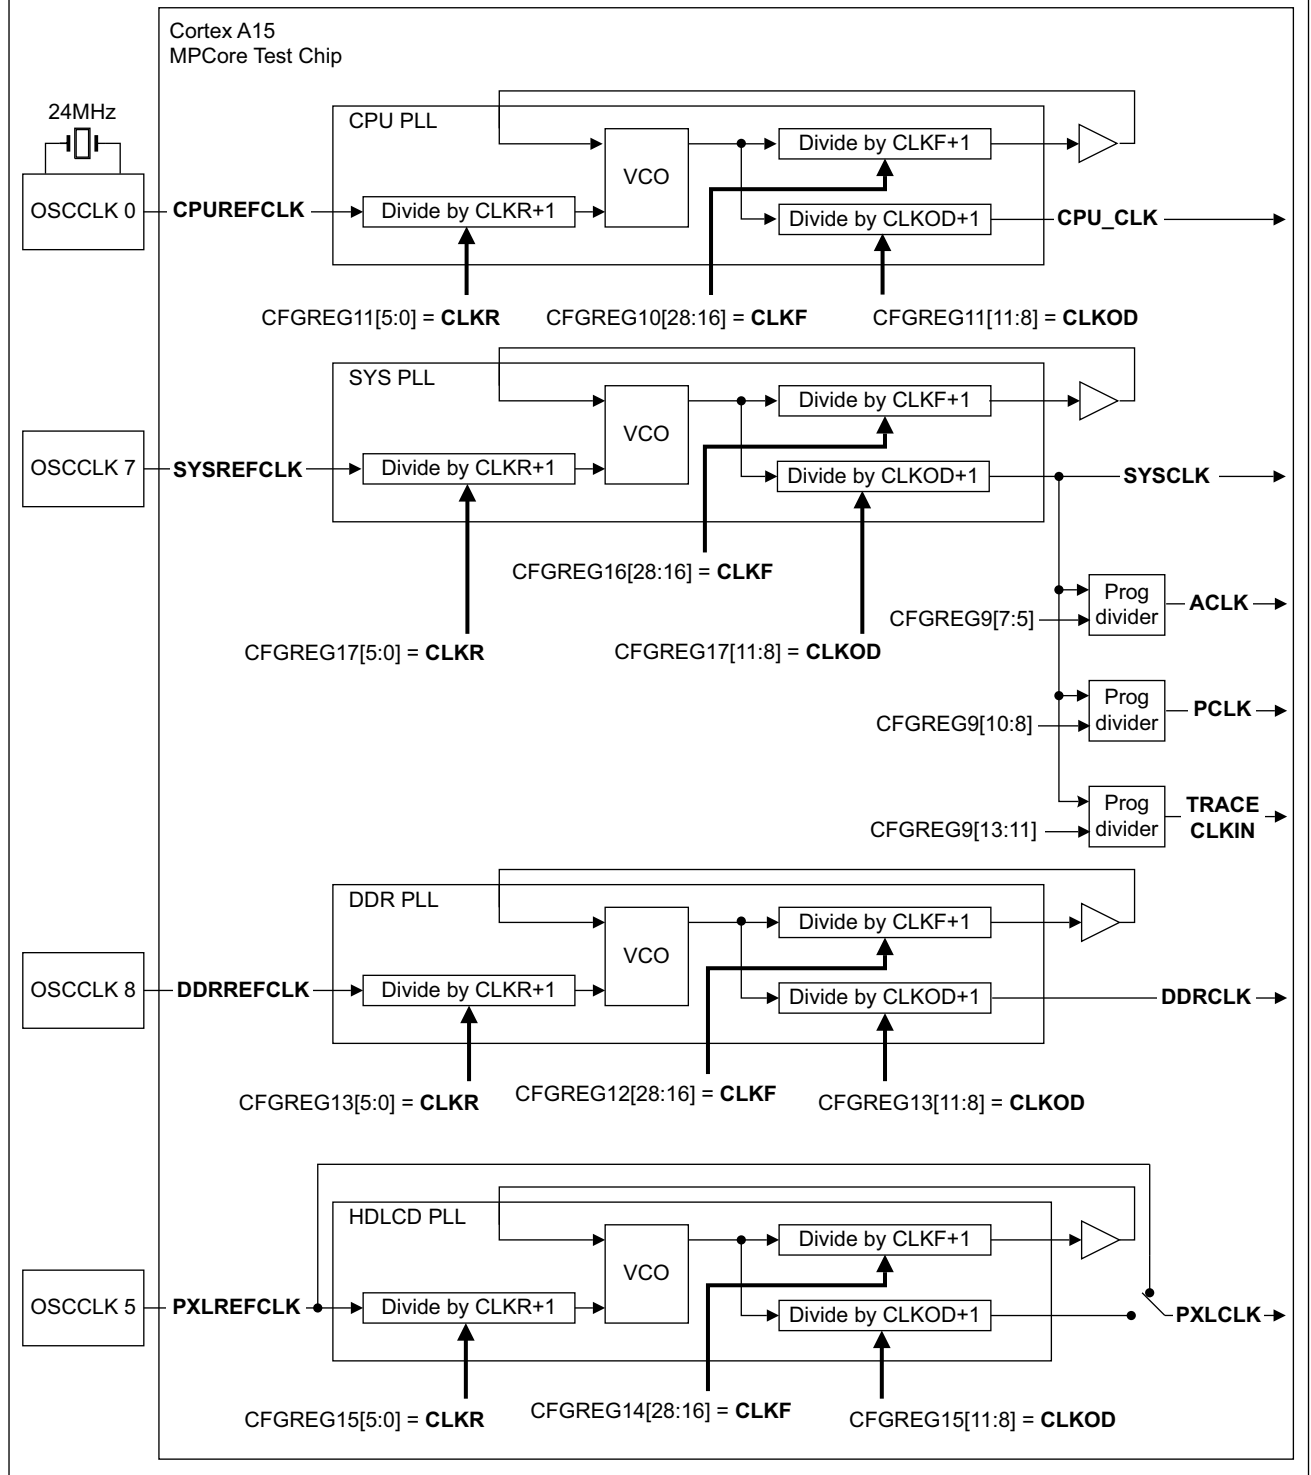 Cortex A15
MPCore Test Chip
24MHz
CPU PLL
Divide by CLKF+1
VCO
OSCCLK 0
CPUREFCLK
Divide by CLKR+1
Divide by CLKOD+1
CPU_CLK
CFGREG11[5:0] = CLKR
CFGREG10[28:16] = CLKF
CFGREG11[11:8] = CLKOD
SYS PLL
Divide by CLKF+1
VCO
OSCCLK 7
SYSREFCLK
Divide by CLKR+1
Divide by CLKOD+1
SYSCLK
CFGREG16[28:16] = CLKF
CFGREG17[5:0] = CLKR
CFGREG17[11:8] = CLKOD
CFGREG9[7:5]
Prog
divider
ACLK
CFGREG9[10:8]
Prog
divider
PCLK
CFGREG9[13:11]
Prog
divider
TRACE
CLKIN
DDR PLL
Divide by CLKF+1
VCO
OSCCLK 8
DDRREFCLK
Divide by CLKR+1
Divide by CLKOD+1
DDRCLK
CFGREG13[5:0] = CLKR
CFGREG12[28:16] = CLKF
CFGREG13[11:8] = CLKOD
HDLCD PLL
Divide by CLKF+1
VCO
OSCCLK 5
PXLREFCLK
Divide by CLKR+1
Divide by CLKOD+1
PXLCLK
CFGREG15[5:0] = CLKR
CFGREG14[28:16] = CLKF
CFGREG15[11:8] = CLKOD